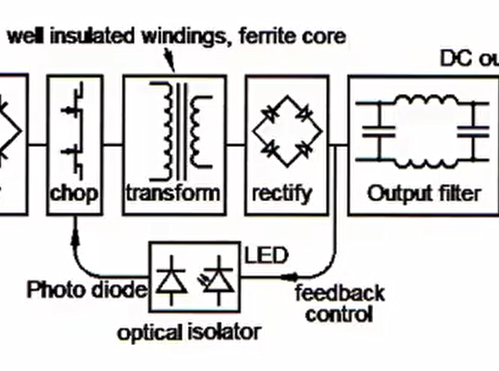 well insulated windings, ferrite core
DC ou
chop
transform
rectify
Output filter
LED
Photo diode
feedback
control
optical isolator